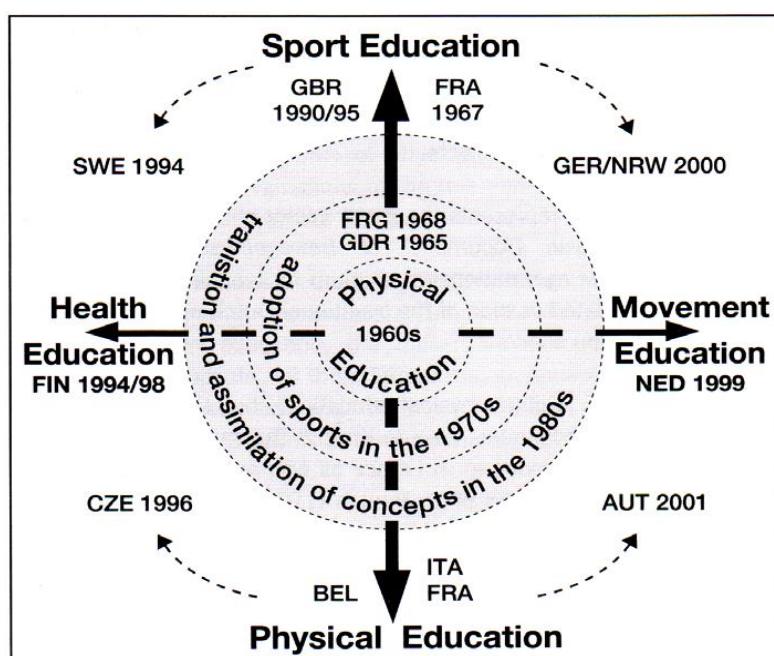 Sport Education
GBR
1990/95
FRA
1967
SWE 1994
GER/NRW 2000
FRG 1968
GDR 1965
Physical
1960s
Education
adoption of sports in the 1970s
tranistion and assimilation of concepts in the 1980s
Health
Education
FIN 1994/98
Movement
Education
NED 1999
CZE 1996
AUT 2001
BEL
ITA
FRA
Physical Education